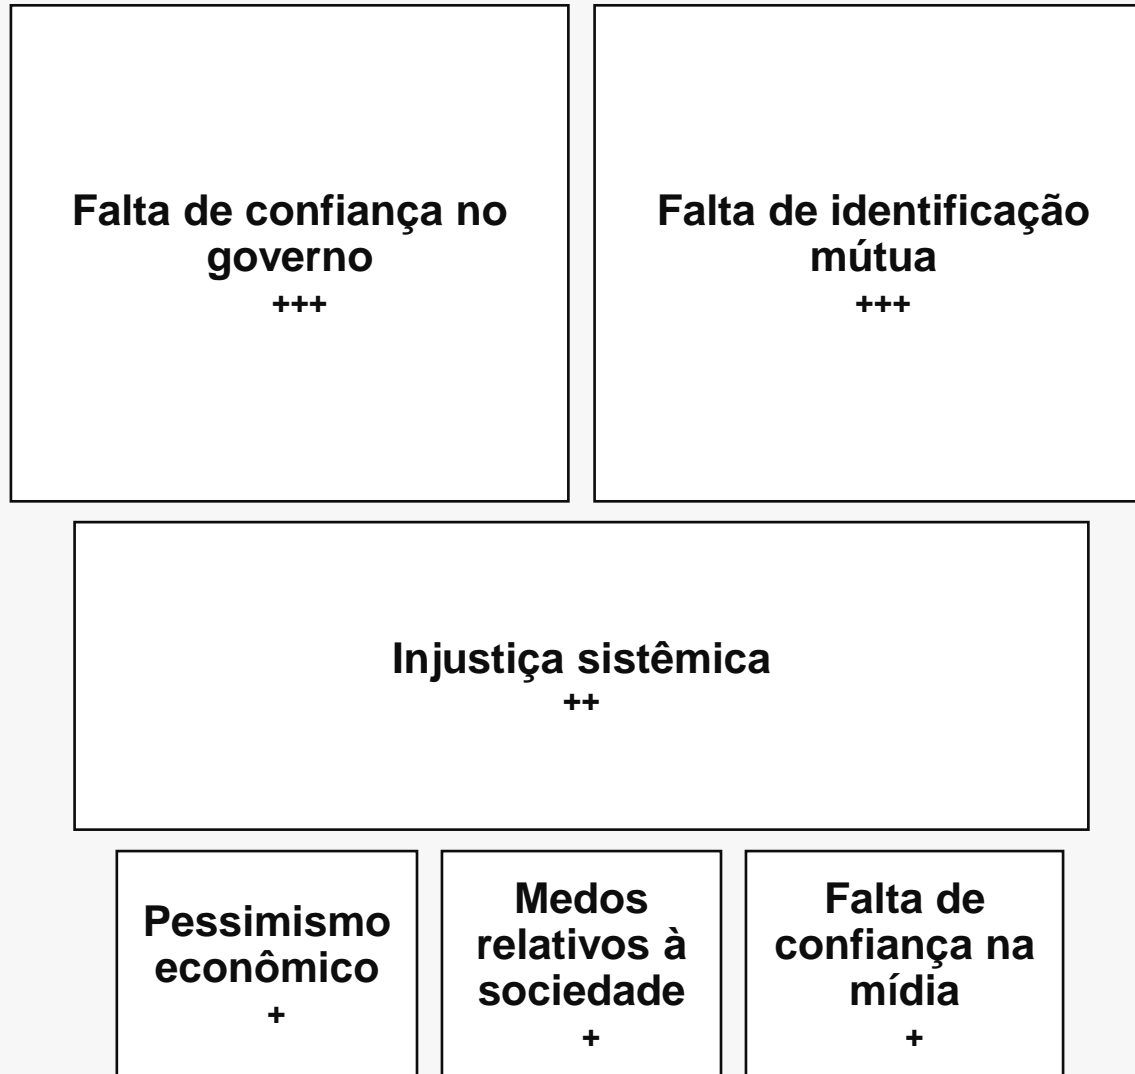 Falta de confiança no
governo
+++
Falta de identificação
mútua
+++
Injustiça sistêmica
++
Pessimismo
econômico
+
Medos
relativos à
sociedade
+
Falta de
confiança na
mídia
+